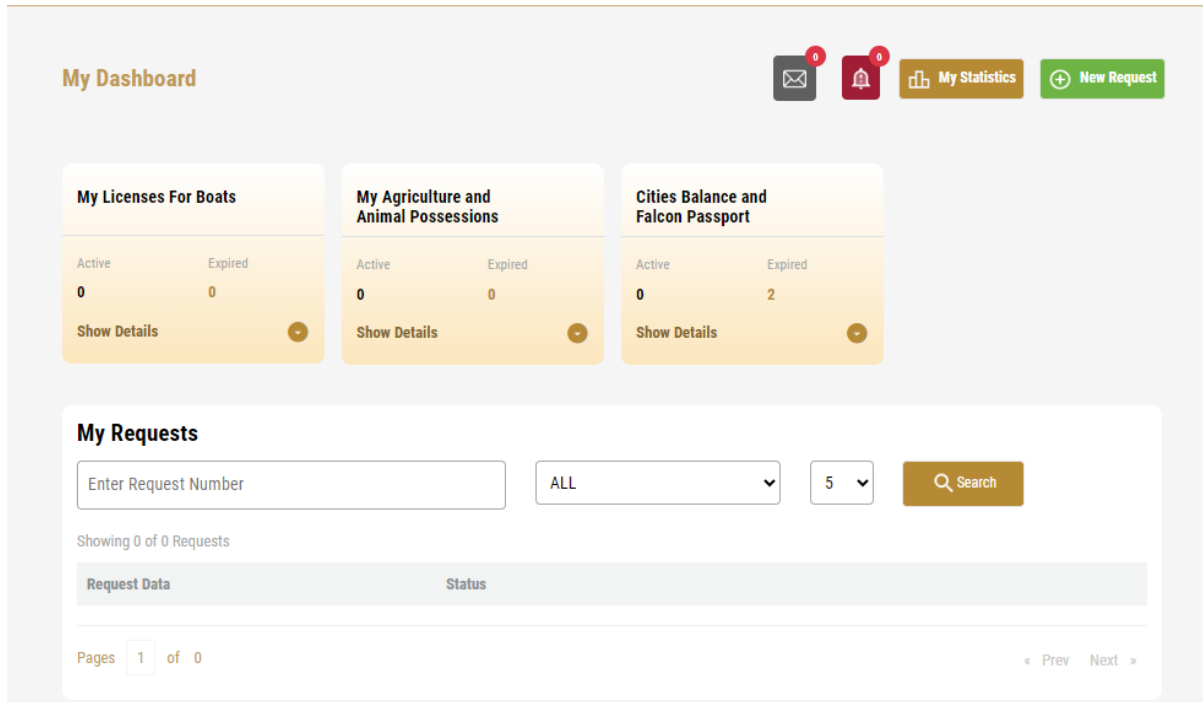 My Dashboard
0
0
My Statistics
New Request
My Licenses For Boats
Active Expired
0 0
Show Details
My Agriculture and
Animal Possessions
Active Expired
0 0
Show Details
Cities Balance and
Falcon Passport
Active Expired
0 2
Show Details
My Requests
Enter Request Number
ALL
5
Search
Showing 0 of 0 Requests
Request Data Status
Pages 1 of 0
« Prev Next »